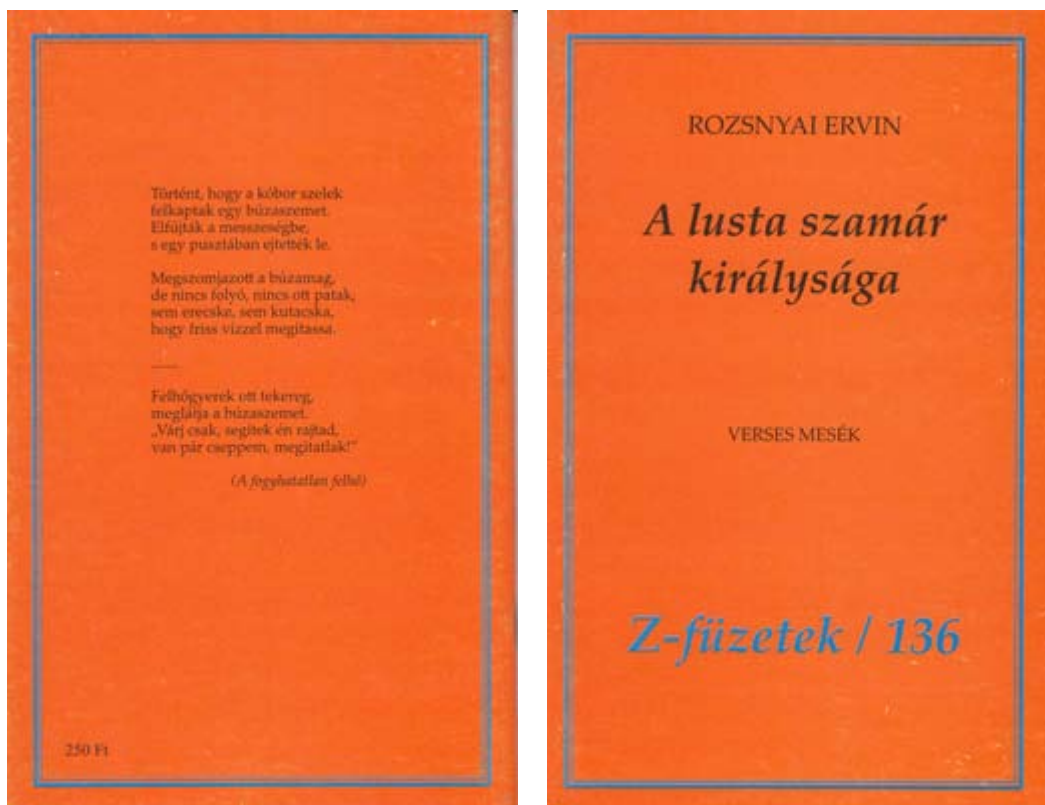 Történt, hogy a kóbor szelek
felkaptak egy búzaszemet.
Elfújták a messzeségbe,
s egy pusztában ejtették le.
Megszomjazott a búzamag,
de nincs folyó, nincs ott patak,
sem erecske, sem kutacska,
hogy friss vízzel megitassa.
Felhőgyerek ott tekereg,
meglátja a búzaszemet.
„Várj csak, segítek én rajtad,
van pár cseppem, megitatlak!”
(A fogyhatatlan felhő)
250 Ft
ROZSNYAI ERVIN
A lusta szamár
királysága
VERSES MESÉK
Z-füzetek / 136